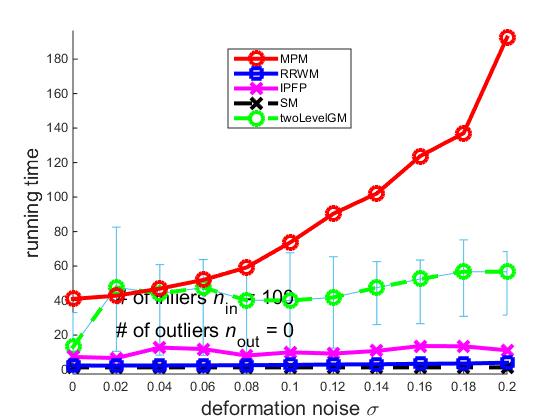 180
160
140
120
100
80
60
40
20
0
running time
MPM
RRWM
IPFP
SM
twoLevelGM
# of inliers n_in = 100
# of outliers n_out = 0
0 0.02 0.04 0.06 0.08 0.1 0.12 0.14 0.16 0.18 0.2
deformation noise σ